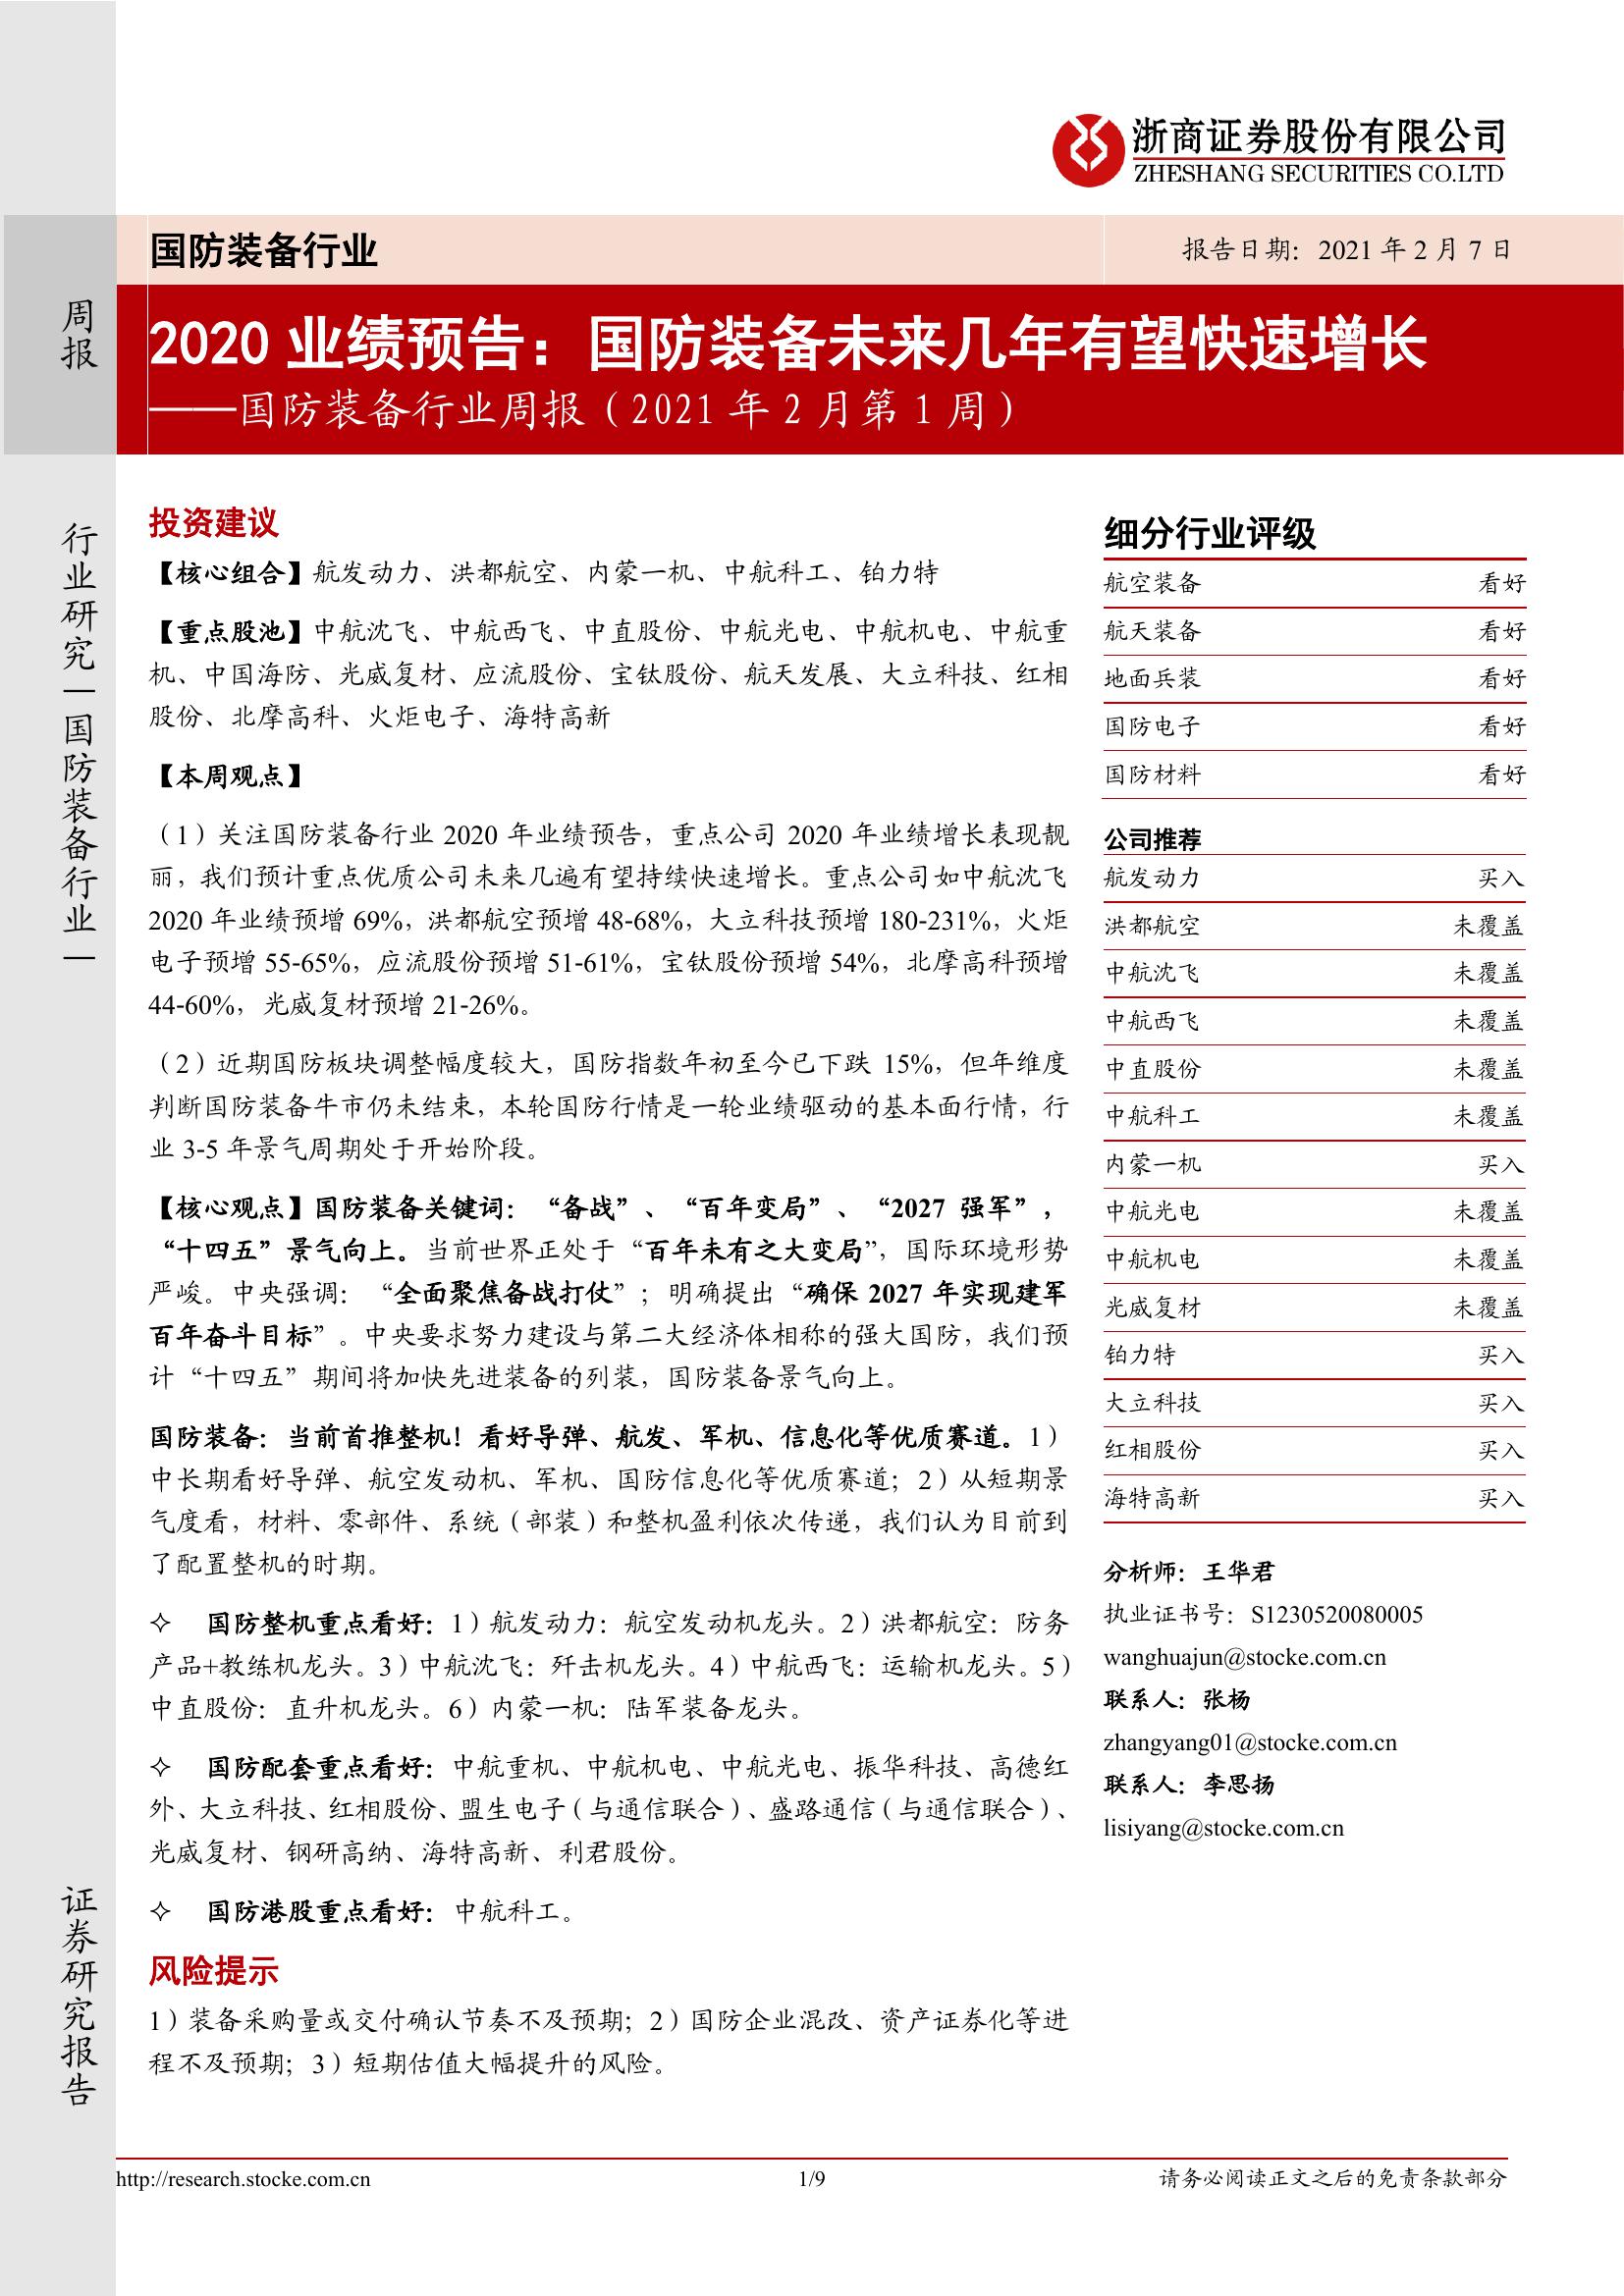 浙商证券股份有限公司
ZHESHANG SECURITIES CO.LTD
周报
国防装备行业
报告日期：2021 年 2 月 7 日
2020 业绩预告：国防装备未来几年有望快速增长
——国防装备行业周报（2021 年 2 月第 1 周）
行业研究｜国防装备行业｜
证券研究报告
投资建议
【核心组合】航发动力、洪都航空、内蒙一机、中航科工、铂力特
【重点股池】中航沈飞、中航西飞、中直股份、中航光电、中航机电、中航重
机、中国海防、光威复材、应流股份、宝钛股份、航天发展、大立科技、红相
股份、北摩高科、火炬电子、海特高新
【本周观点】
（1）关注国防装备行业 2020 年业绩预告，重点公司 2020 年业绩增长表现靓
丽，我们预计重点优质公司未来几遍有望持续快速增长。重点公司如中航沈飞
2020 年业绩预增 69%，洪都航空预增 48-68%，大立科技预增 180-231%，火炬
电子预增 55-65%，应流股份预增 51-61%，宝钛股份预增 54%，北摩高科预增
44-60%，光威复材预增 21-26%。
（2）近期国防板块调整幅度较大，国防指数年初至今已下跌 15%，但年维度
判断国防装备牛市仍未结束，本轮国防行情是一轮业绩驱动的基本面行情，行
业 3-5 年景气周期处于开始阶段。
【核心观点】国防装备关键词：“备战”、“百年变局”、“2027 强军”，
“十四五”景气向上。当前世界正处于“百年未有之大变局”，国际环境形势
严峻。中央强调：“全面聚焦备战打仗”；明确提出“确保 2027 年实现建军
百年奋斗目标”。中央要求努力建设与第二大经济体相称的强大国防，我们预
计“十四五”期间将加快先进装备的列装，国防装备景气向上。
国防装备：当前首推整机！看好导弹、航发、军机、信息化等优质赛道。1）
中长期看好导弹、航空发动机、军机、国防信息化等优质赛道；2）从短期景
气度看，材料、零部件、系统（部装）和整机盈利依次传递，我们认为目前到
了配置整机的时期。
✧ 国防整机重点看好：1）航发动力：航空发动机龙头。2）洪都航空：防务
产品+教练机龙头。3）中航沈飞：歼击机龙头。4）中航西飞：运输机龙头。5）
中直股份：直升机龙头。6）内蒙一机：陆军装备龙头。
✧ 国防配套重点看好：中航重机、中航机电、中航光电、振华科技、高德红
外、大立科技、红相股份、盟生电子（与通信联合）、盛路通信（与通信联合）、
光威复材、钢研高纳、海特高新、利君股份。
✧ 国防港股重点看好：中航科工。
风险提示
1）装备采购量或交付确认节奏不及预期；2）国防企业混改、资产证券化等进
程不及预期；3）短期估值大幅提升的风险。
细分行业评级
航空装备 看好
航天装备 看好
地面兵装 看好
国防电子 看好
国防材料 看好
公司推荐
航发动力 买入
洪都航空 未覆盖
中航沈飞 未覆盖
中航西飞 未覆盖
中直股份 未覆盖
中航科工 未覆盖
内蒙一机 买入
中航光电 未覆盖
中航机电 未覆盖
光威复材 未覆盖
铂力特 买入
大立科技 买入
红相股份 买入
海特高新 买入
分析师：王华君
执业证书号：S1230520080005
wanghuajun@stocke.com.cn
联系人：张杨
zhangyang01@stocke.com.cn
联系人：李思扬
lisiyang@stocke.com.cn
http://research.stocke.com.cn
1/9
请务必阅读正文之后的免责条款部分